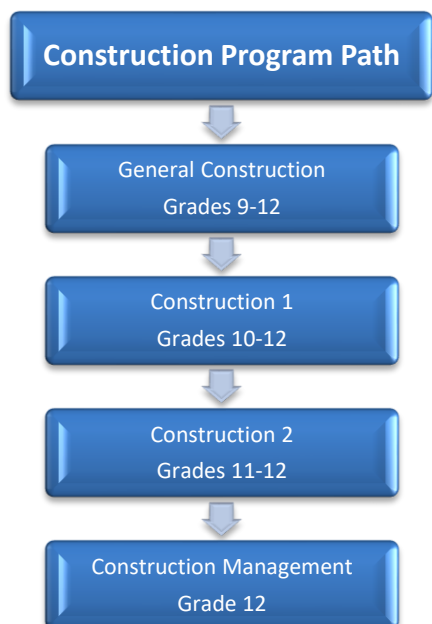 Construction Program Path
General Construction
Grades 9-12
Construction 1
Grades 10-12
Construction 2
Grades 11-12
Construction Management
Grade 12